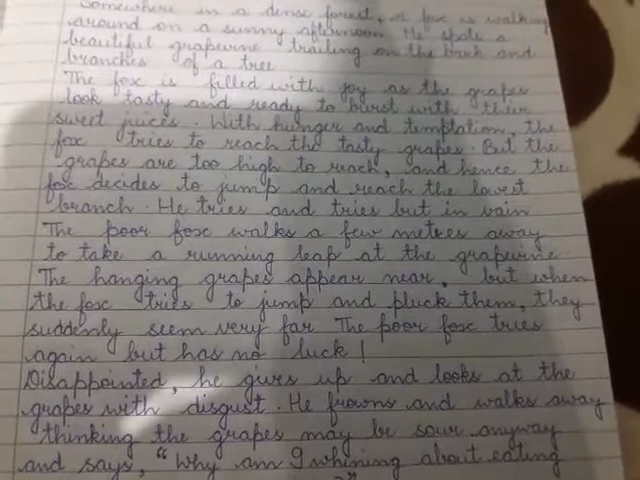 Somewhere in a dense forest, a fox is walking
around on a sunny afternoon He spots a
beautiful grapevine trailing on the bark and
branches of a tree
The fox is filled with joy as the grapes
look tasty and ready to burst with their
sweet juices. With hunger and temptation, the
fox tries to reach the tasty grapes. But the
grapes are too high to reach, and hence the
fox decides to jump and reach the lowest
branch. He tries and tries but in vain
The poor fox walks a few metres away
to take a running leap at the grapevine
The hanging grapes appear near, but when
the fox tries to jump and pluck them, they
suddenly seem very far The poor fox tries
again but has no luck!
Disappointed, he gives up and looks at the
grapes with disgust. He frowns and walks away
thinking the grapes may be sour anyway
and says, "Why am I whining about eating